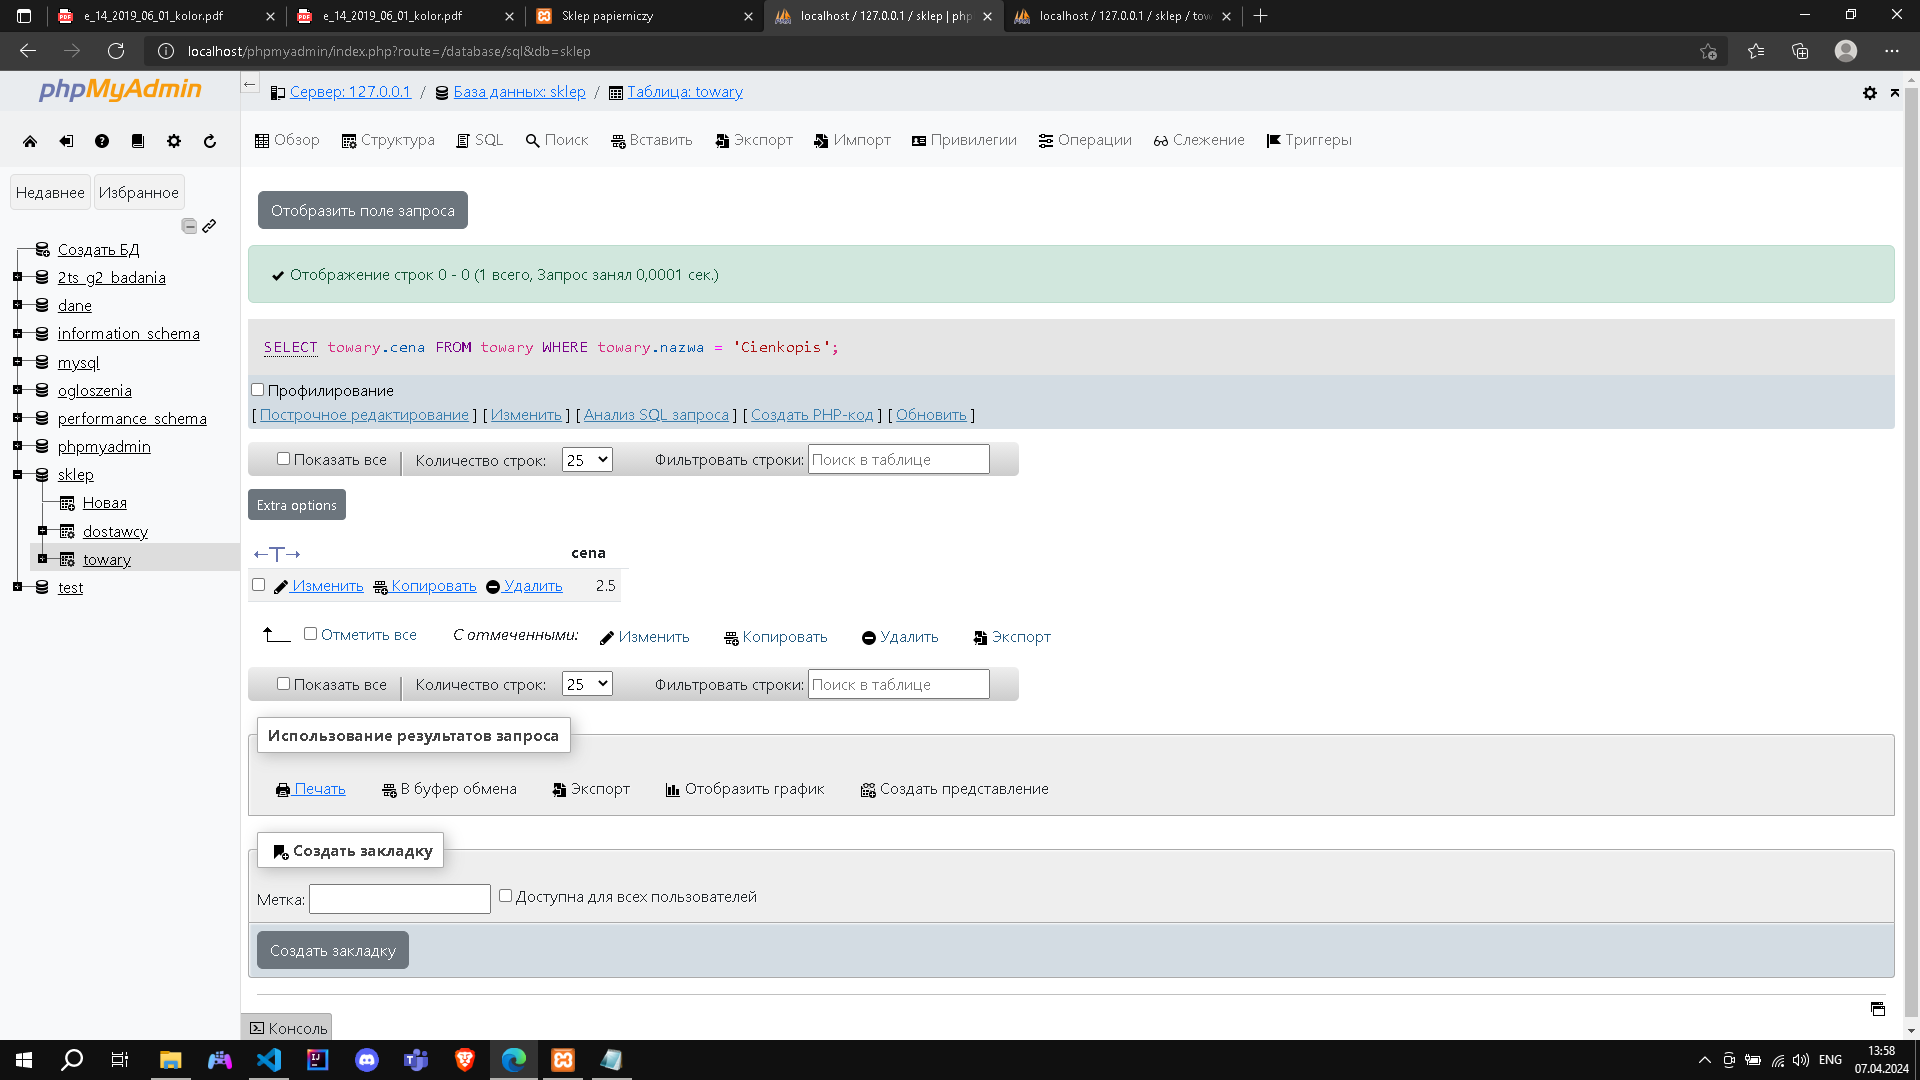 e_14_2019_06_01_kolor.pdf
e_14_2019_06_01_kolor.pdf
Sklep papierniczy
localhost / 127.0.0.1 / sklep | php
localhost / 127.0.0.1 / sklep / tow
localhost/phpmyadmin/index.php?route=/database/sql&db=sklep
phpMyAdmin
Недавнее Избранное
Создать БД
2ts_g2_badania
dane
information_schema
mysql
ogloszenia
performance_schema
phpmyadmin
sklep
Новая
dostawcy
towary
test
Сервер: 127.0.0.1 / База данных: sklep / Таблица: towary
Обзор Структура SQL Поиск Вставить Экспорт Импорт Привилегии Операции Слежение Триггеры
Отобразить поле запроса
Отображение строк 0 - 0 (1 всего, Запрос занял 0,0001 сек.)
SELECT towary.cena FROM towary WHERE towary.nazwa = 'Cienkopis';
Профилирование
[ Построчное редактирование ] [ Изменить ] [ Анализ SQL запроса ] [ Создать PHP-код ] [ Обновить ]
Показать все Количество строк: 25 Фильтровать строки: Поиск в таблице
Extra options
←T→ cena
Изменить Копировать Удалить 2.5
Отметить все С отмеченными: Изменить Копировать Удалить Экспорт
Показать все Количество строк: 25 Фильтровать строки: Поиск в таблице
Использование результатов запроса
Печать В буфер обмена Экспорт Отобразить график Создать представление
Создать закладку
Метка: Доступна для всех пользователей
Создать закладку
Консоль
ENG
13:58
07.04.2024